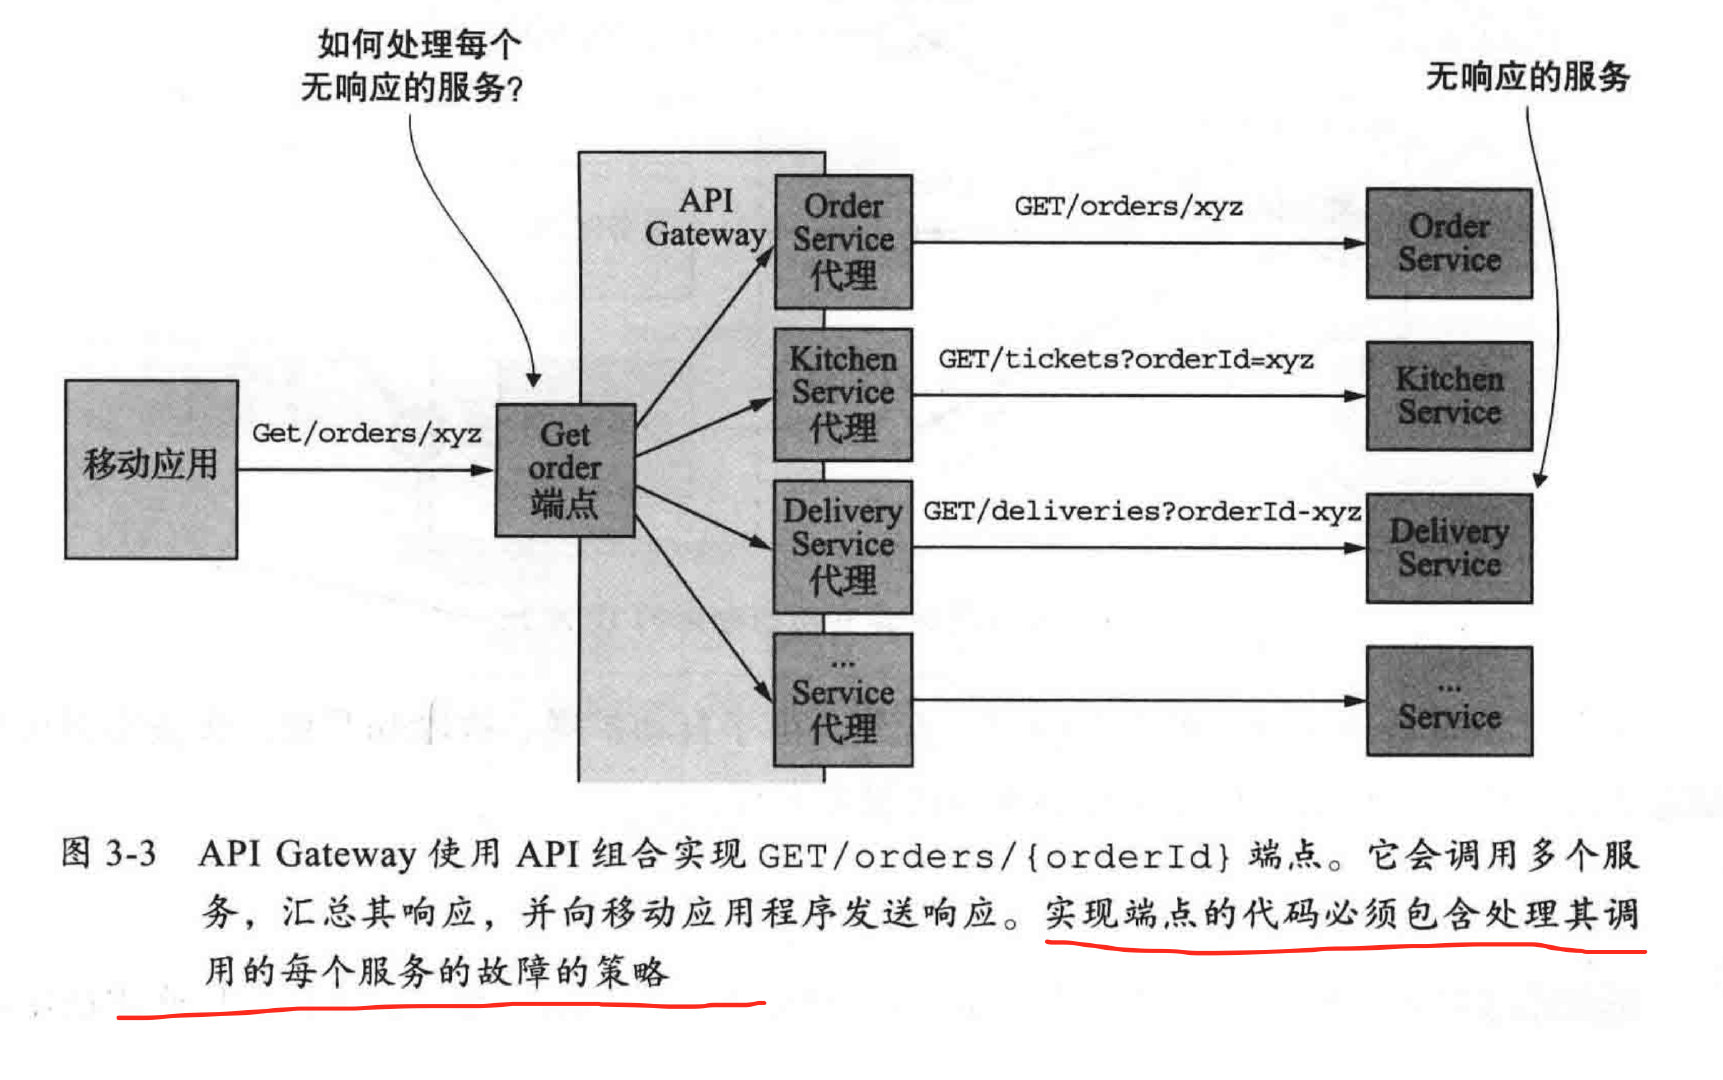 如何处理每个
无响应的服务?
无响应的服务
API
Gateway
Order
Service
代理
GET/orders/xyz
Order
Service
Kitchen
Service
代理
GET/tickets?orderId=xyz
Kitchen
Service
移动应用
Get/orders/xyz
Get
order
端点
Delivery
Service
代理
GET/deliveries?orderId-xyz
Delivery
Service
...
Service
代理
...
Service
图 3-3 API Gateway 使用 API 组合实现 GET/orders/{orderId} 端点。它会调用多个服
务，汇总其响应，并向移动应用程序发送响应。实现端点的代码必须包含处理其调
用的每个服务的故障的策略